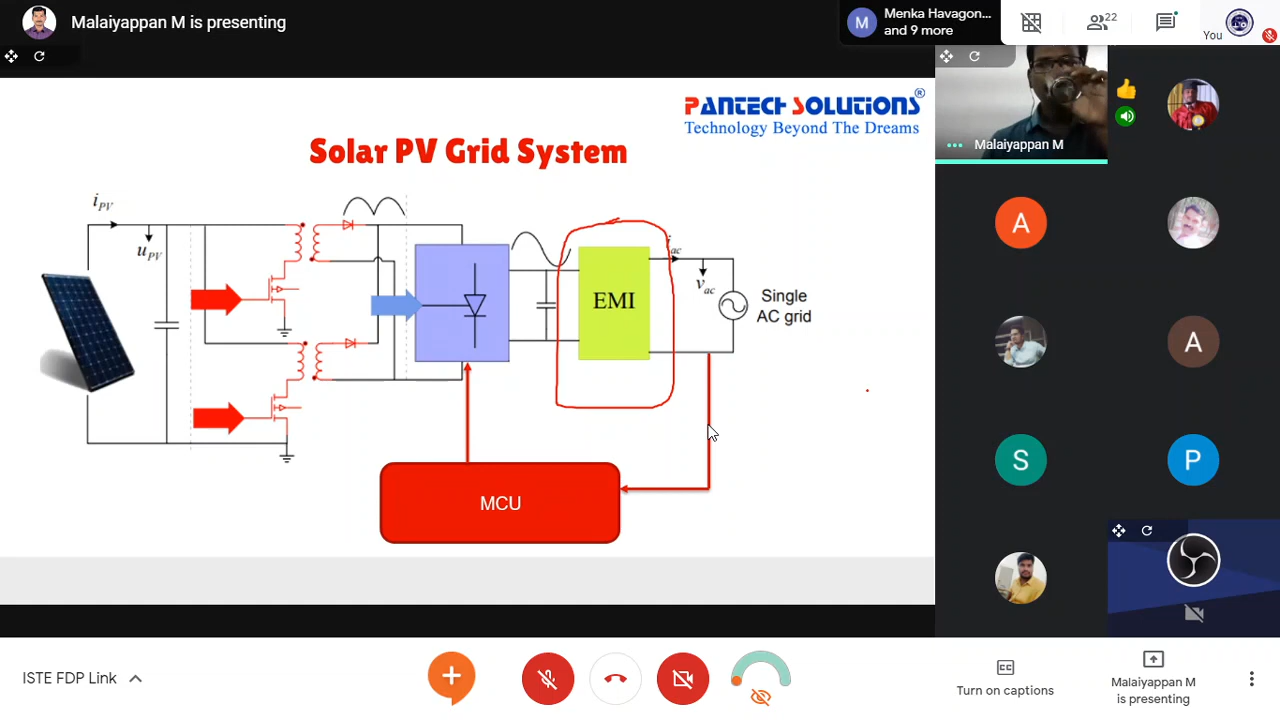 Malaiyappan M is presenting
Menka Havagon...
and 9 more
M
22
You
PANTECH SOLUTIONS®
Technology Beyond The Dreams
Malaiyappan M
Solar PV Grid System
iPV
uPV
EMI
ac
vac
Single
AC grid
MCU
A
A
S
P
ISTE FDP Link
CC
Turn on captions
Malaiyappan M
is presenting